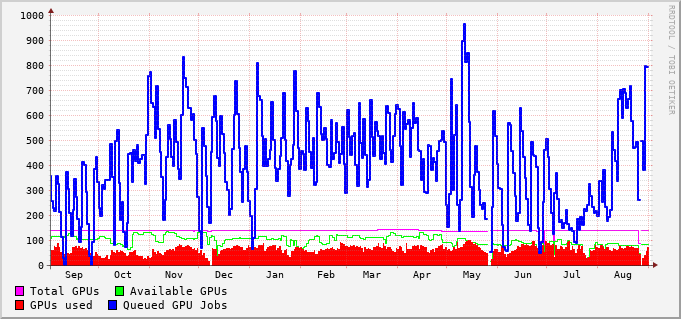 1000
900
800
700
600
500
400
300
200
100
0
Sep Oct Nov Dec Jan Feb Mar Apr May Jun Jul Aug
Total GPUs Available GPUs
GPUs used Queued GPU Jobs
RRDTOOL / TOBI OETIKER